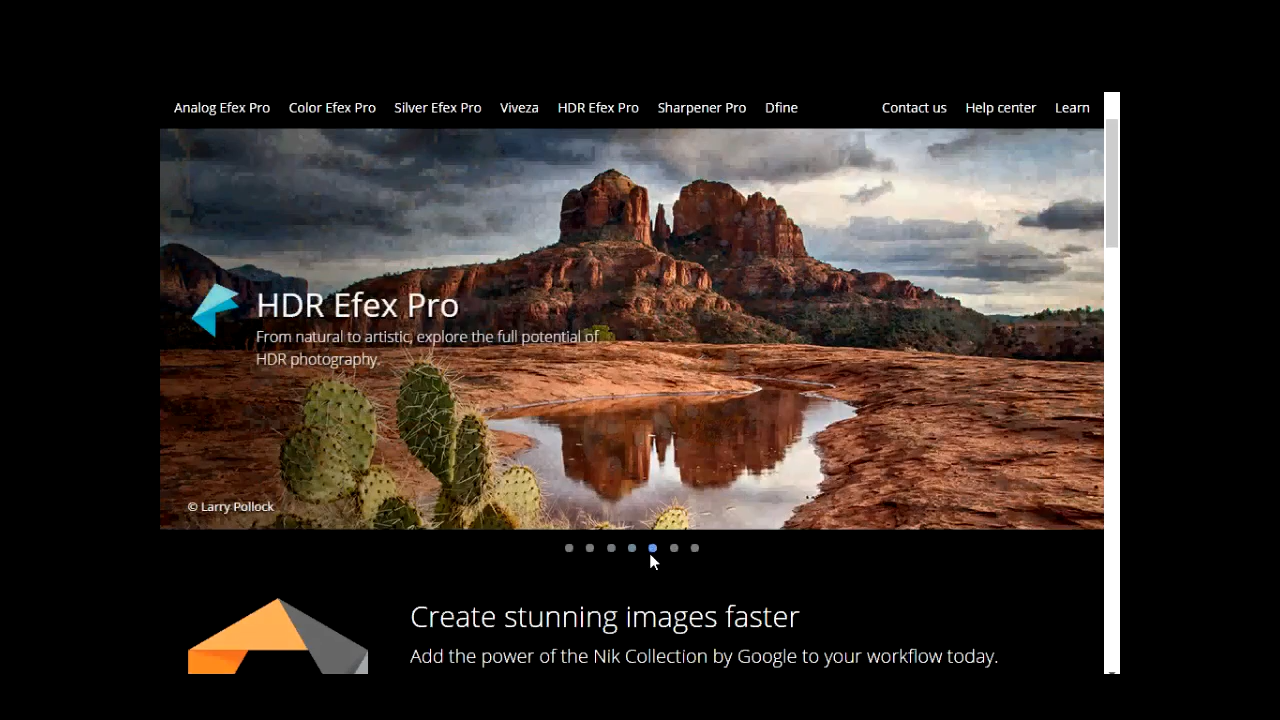 Analog Efex Pro Color Efex Pro Silver Efex Pro Viveza HDR Efex Pro Sharpener Pro Dfine Contact us Help center Learn
HDR Efex Pro
From natural to artistic, explore the full potential of
HDR photography.
© Larry Pollock
Create stunning images faster
Add the power of the Nik Collection by Google to your workflow today.